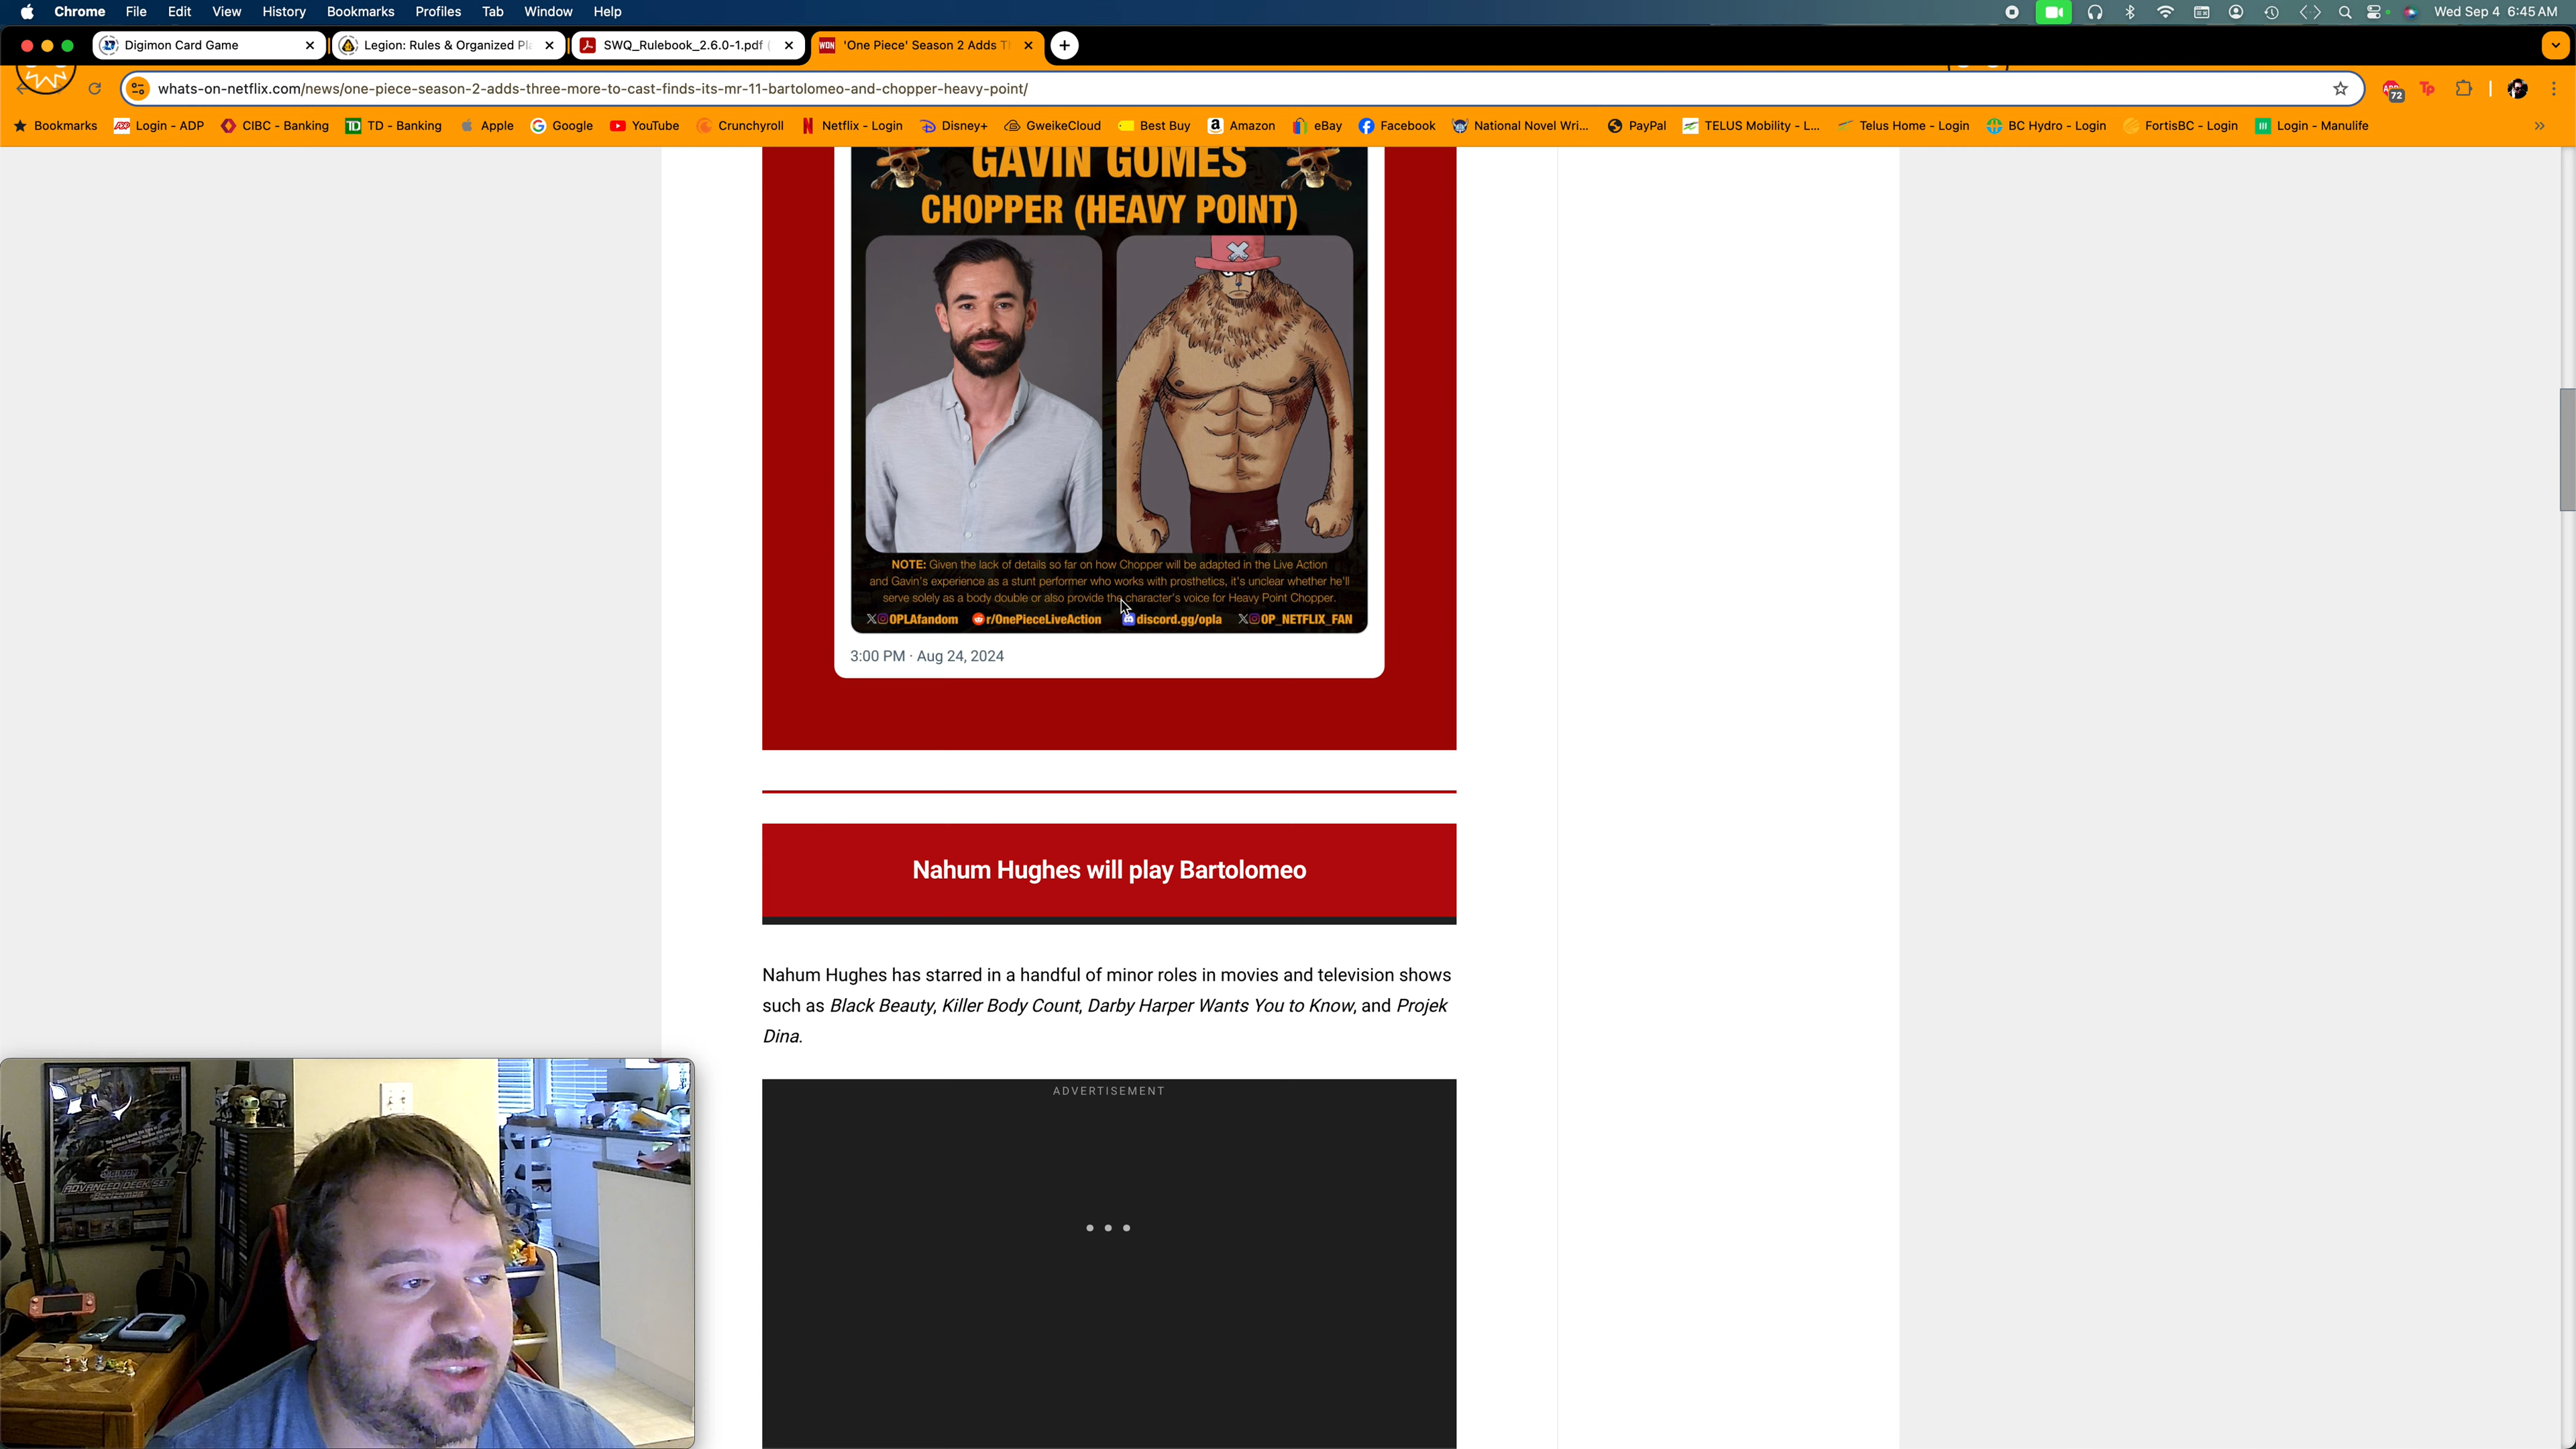 Chrome File Edit View History Bookmarks Profiles Tab Window Help Wed Sep 4 6:45 AM
Digimon Card Game Legion: Rules & Organized Pl SWQ_Rulebook_2.6.0-1.pdf ( 'One Piece' Season 2 Adds T
whats-on-netflix.com/news/one-piece-season-2-adds-three-more-to-cast-finds-its-mr-11-bartolomeo-and-chopper-heavy-point/ 72 Tp
Bookmarks Login - ADP CIBC - Banking TD - Banking Apple Google YouTube Crunchyroll Netflix - Login Disney+ GweikeCloud Best Buy Amazon eBay Facebook National Novel Wri... PayPal TELUS Mobility - L... Telus Home - Login BC Hydro - Login FortisBC - Login Login - Manulife
GAVIN GOMES
CHOPPER (HEAVY POINT)
NOTE: Given the lack of details so far on how Chopper will be adapted in the Live Action
and Gavin's experience as a stunt performer who works with prosthetics, it's unclear whether he'll
serve solely as a body double or also provide the character's voice for Heavy Point Chopper.
OPLAfandom r/OnePieceLiveAction discord.gg/opla OP_NETFLIX_FAN
3:00 PM · Aug 24, 2024
Nahum Hughes will play Bartolomeo
Nahum Hughes has starred in a handful of minor roles in movies and television shows
such as Black Beauty, Killer Body Count, Darby Harper Wants You to Know, and Projek
Dina.
ADVERTISEMENT
DIGIMON
ADVANCED DECK SET
Beelzemon